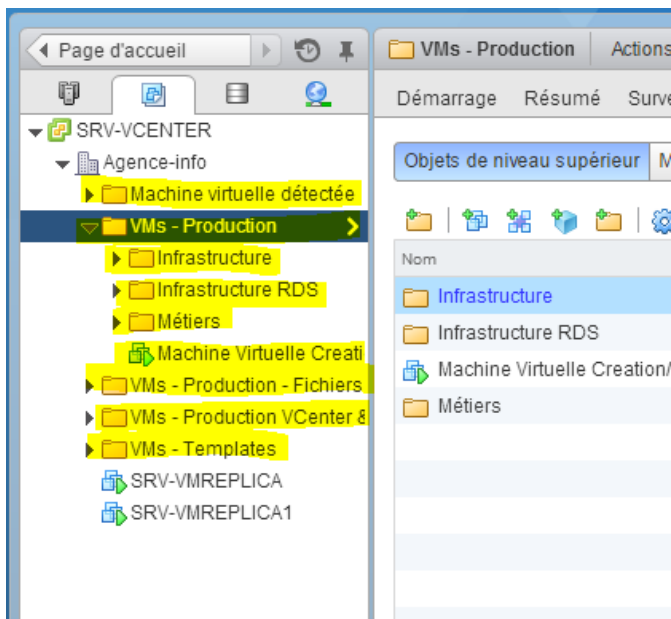 Page d'accueil
VMs - Production
Actions
Démarrage Résumé Surve
SRV-VCENTER
Agence-info
Machine virtuelle détectée
VMs - Production
Infrastructure
Infrastructure RDS
Métiers
Machine Virtuelle Creati
VMs - Production - Fichiers
VMs - Production VCenter &
VMs - Templates
SRV-VMREPLICA
SRV-VMREPLICA1
Objets de niveau supérieur M
Nom
Infrastructure
Infrastructure RDS
Machine Virtuelle Creation/
Métiers